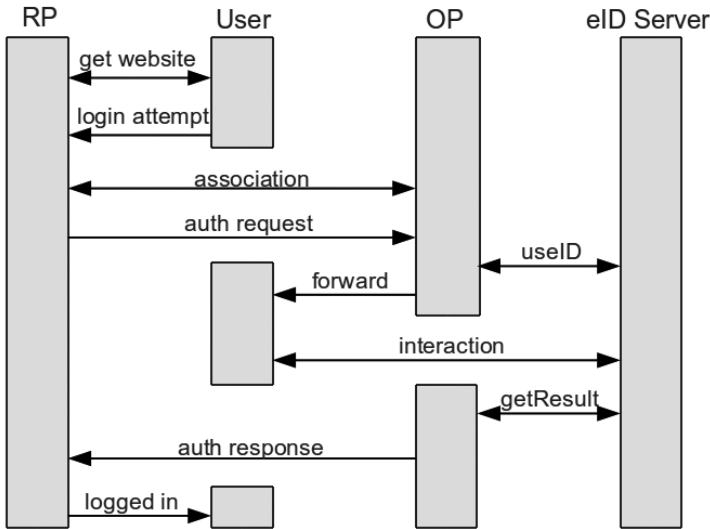 RP User OP eID Server
get website
login attempt
association
auth request
useID
forward
interaction
getResult
auth response
logged in